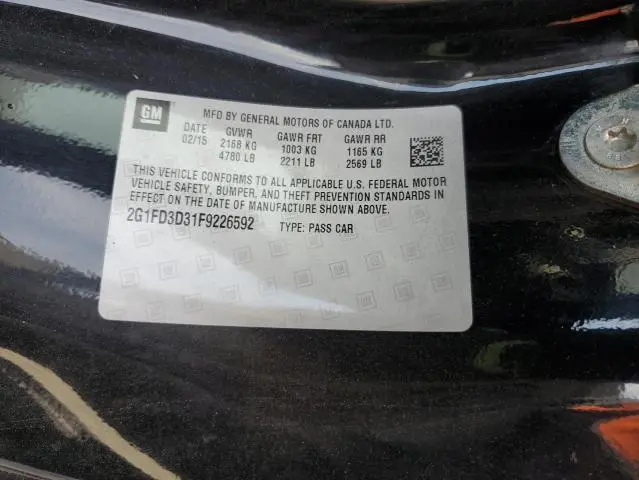 GM
MFD BY GENERAL MOTORS OF CANADA LTD.
DATE GVWR GAWR FRT GAWR RR
02/15 2168 KG 1003 KG 1165 KG
4780 LB 2211 LB 2569 LB
THIS VEHICLE CONFORMS TO ALL APPLICABLE U.S. FEDERAL MOTOR
VEHICLE SAFETY, BUMPER, AND THEFT PREVENTION STANDARDS IN
EFFECT ON THE DATE OF MANUFACTURE SHOWN ABOVE.
2G1FD3D31F9226592 TYPE: PASS CAR